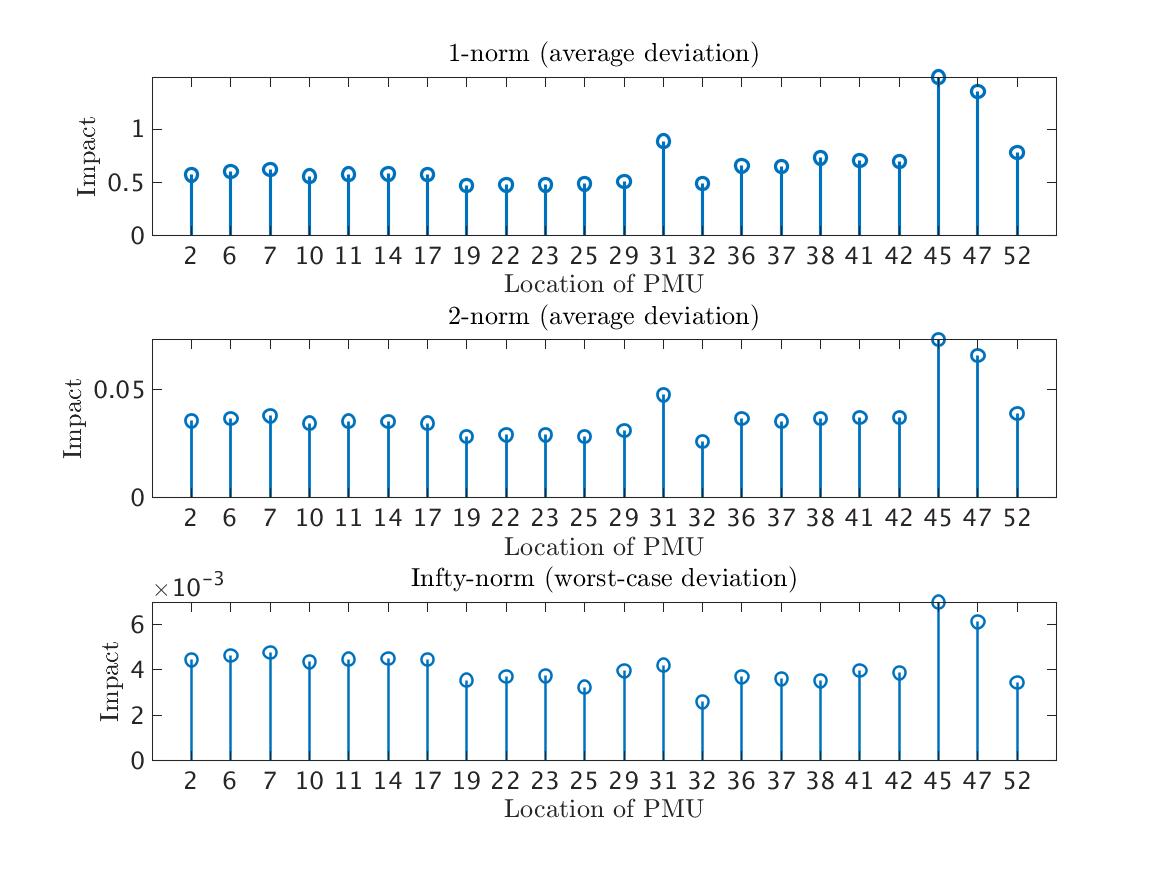 1-norm (average deviation)
Impact
1
0.5
0
2 6 7 10 11 14 17 19 22 23 25 29 31 32 36 37 38 41 42 45 47 52
Location of PMU
2-norm (average deviation)
Impact
0.05
0
2 6 7 10 11 14 17 19 22 23 25 29 31 32 36 37 38 41 42 45 47 52
Location of PMU
Infty-norm (worst-case deviation)
×10⁻³
Impact
6
4
2
0
2 6 7 10 11 14 17 19 22 23 25 29 31 32 36 37 38 41 42 45 47 52
Location of PMU